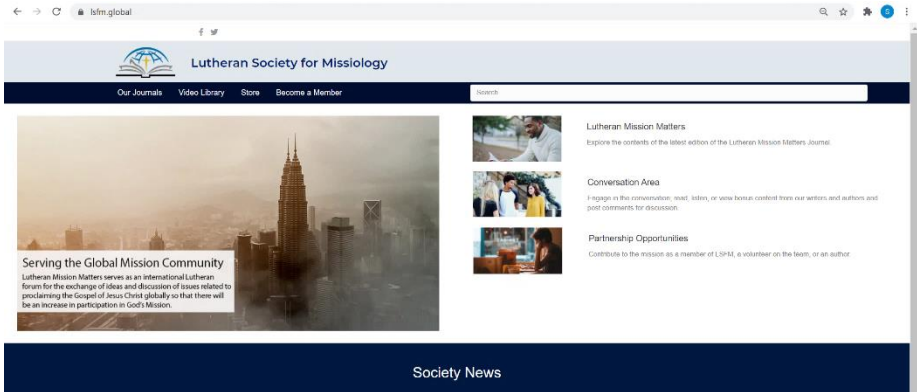 lsfm.global
S
Lutheran Society for Missiology
Our Journals Video Library Store Become a Member
Search
Serving the Global Mission Community
Lutheran Mission Matters serves as an international Lutheran
forum for the exchange of ideas and discussion of issues related to
proclaiming the Gospel of Jesus Christ globally so that there will
be an increase in participation in God's Mission.
Lutheran Mission Matters
Explore the contents of the latest edition of the Lutheran Mission Matters Journal.
Conversation Area
Engage in the conversation; read, listen, or view bonus content from our writers and authors and
post comments for discussion.
Partnership Opportunities
Contribute to the mission as a member of LSFM, a volunteer on the team, or an author.
Society News